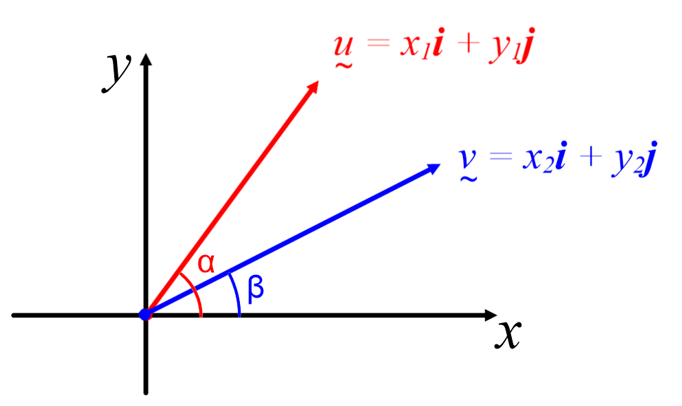 u = x₁i + y₁j
y
v = x₂i + y₂j
α
β
x